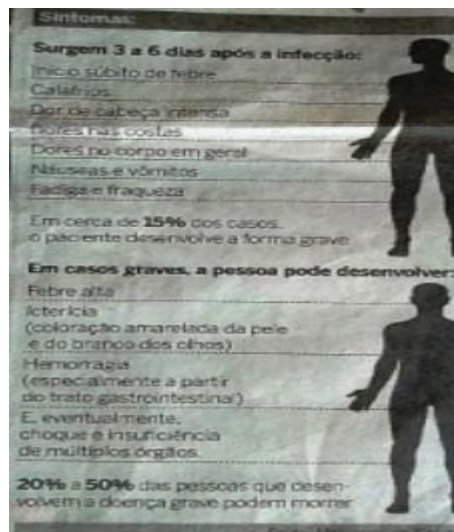 Sintomas:
Surgem 3 a 6 dias após a infecção:
Início súbito de febre
Calafrios
Dor de cabeça intensa
Dores nas costas
Dores no corpo em geral
Náuseas e vômitos
Fadiga e fraqueza
Em cerca de 15% dos casos,
o paciente desenvolve a forma grave
Em casos graves, a pessoa pode desenvolver:
Febre alta
Icterícia
(coloração amarelada da pele
e do branco dos olhos)
Hemorragia
(especialmente a partir
do trato gastrointestinal)
E, eventualmente,
choque e insuficiência
de múltiplos órgãos.
20% a 50% das pessoas que desen-
volvem a doença grave podem morrer